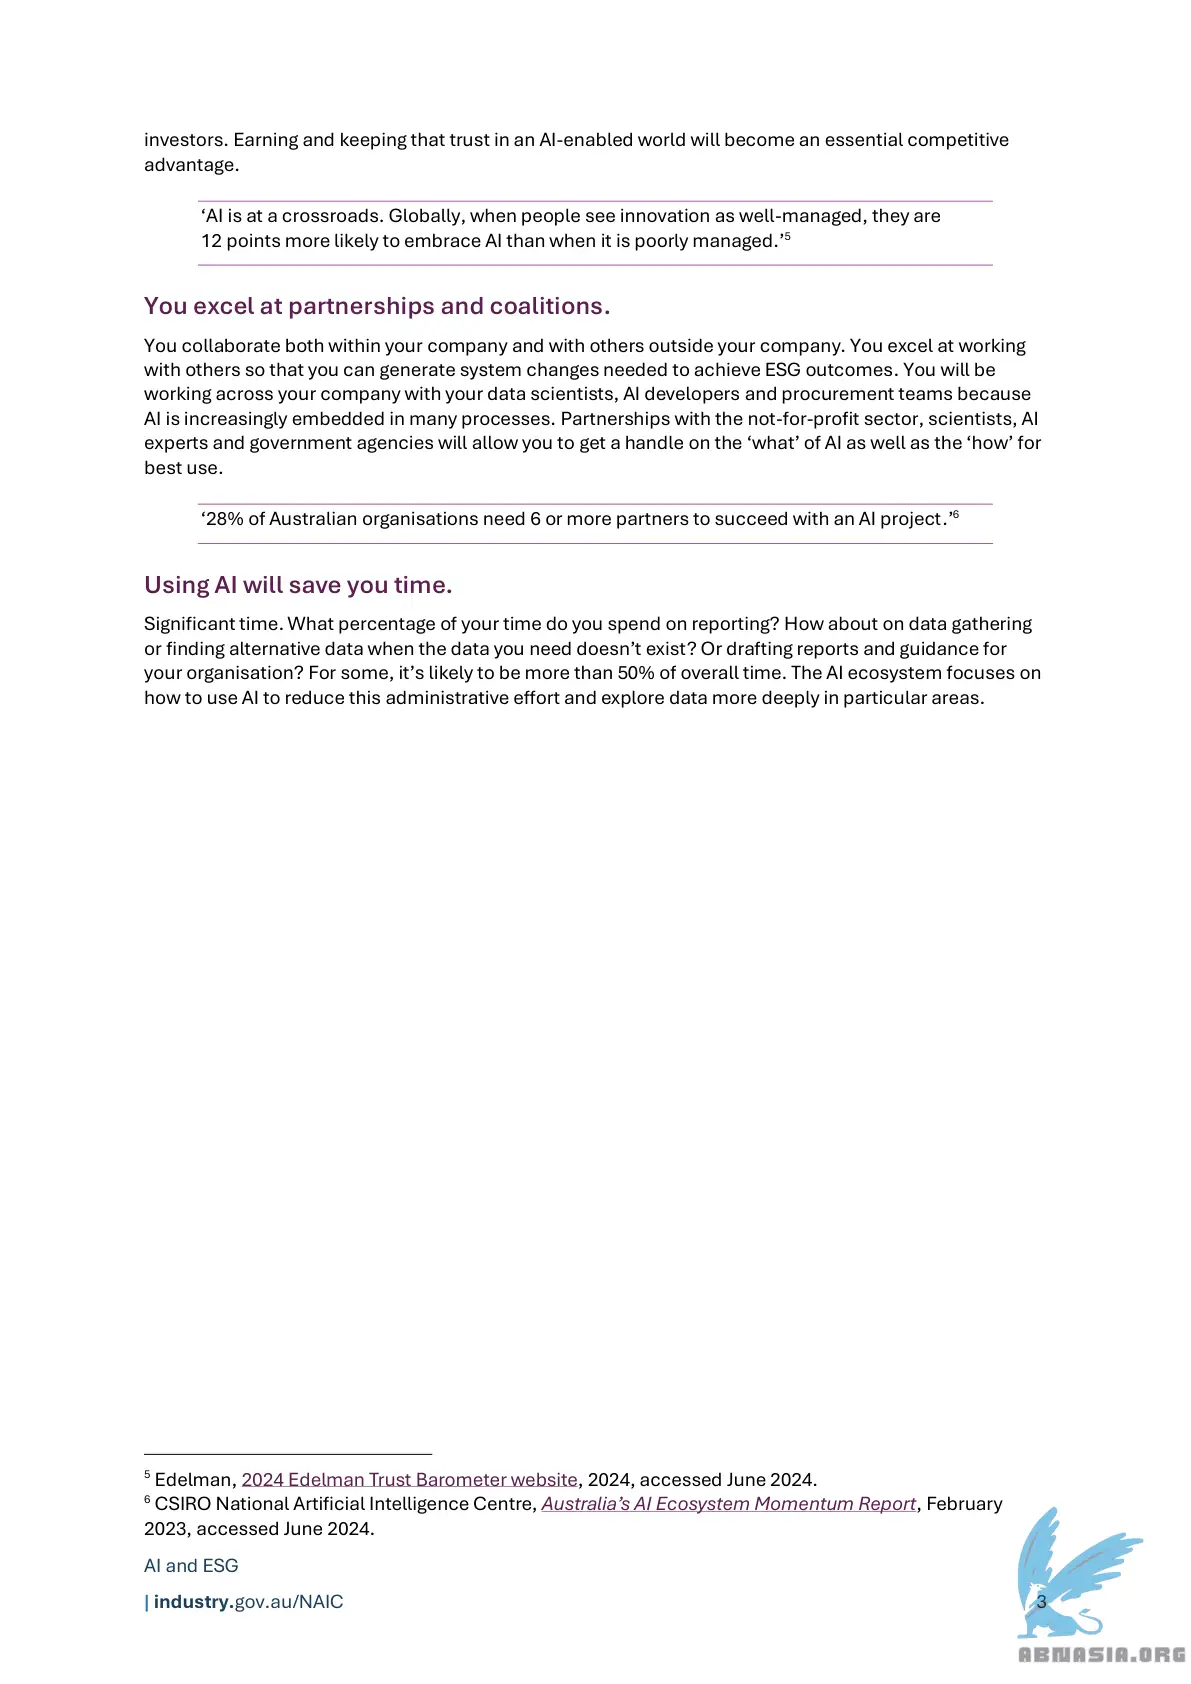 investors. Earning and keeping that trust in an AI-enabled world will become an essential competitive
advantage.
‘AI is at a crossroads. Globally, when people see innovation as well-managed, they are
12 points more likely to embrace AI than when it is poorly managed.’5
You excel at partnerships and coalitions.
You collaborate both within your company and with others outside your company. You excel at working
with others so that you can generate system changes needed to achieve ESG outcomes. You will be
working across your company with your data scientists, AI developers and procurement teams because
AI is increasingly embedded in many processes. Partnerships with the not-for-profit sector, scientists, AI
experts and government agencies will allow you to get a handle on the ‘what’ of AI as well as the ‘how’ for
best use.
‘28% of Australian organisations need 6 or more partners to succeed with an AI project.’6
Using AI will save you time.
Significant time. What percentage of your time do you spend on reporting? How about on data gathering
or finding alternative data when the data you need doesn’t exist? Or drafting reports and guidance for
your organisation? For some, it’s likely to be more than 50% of overall time. The AI ecosystem focuses on
how to use AI to reduce this administrative effort and explore data more deeply in particular areas.
5 Edelman, 2024 Edelman Trust Barometer website, 2024, accessed June 2024.
6 CSIRO National Artificial Intelligence Centre, Australia’s AI Ecosystem Momentum Report, February
2023, accessed June 2024.
AI and ESG
| industry.gov.au/NAIC
3
ABNASIA.ORG